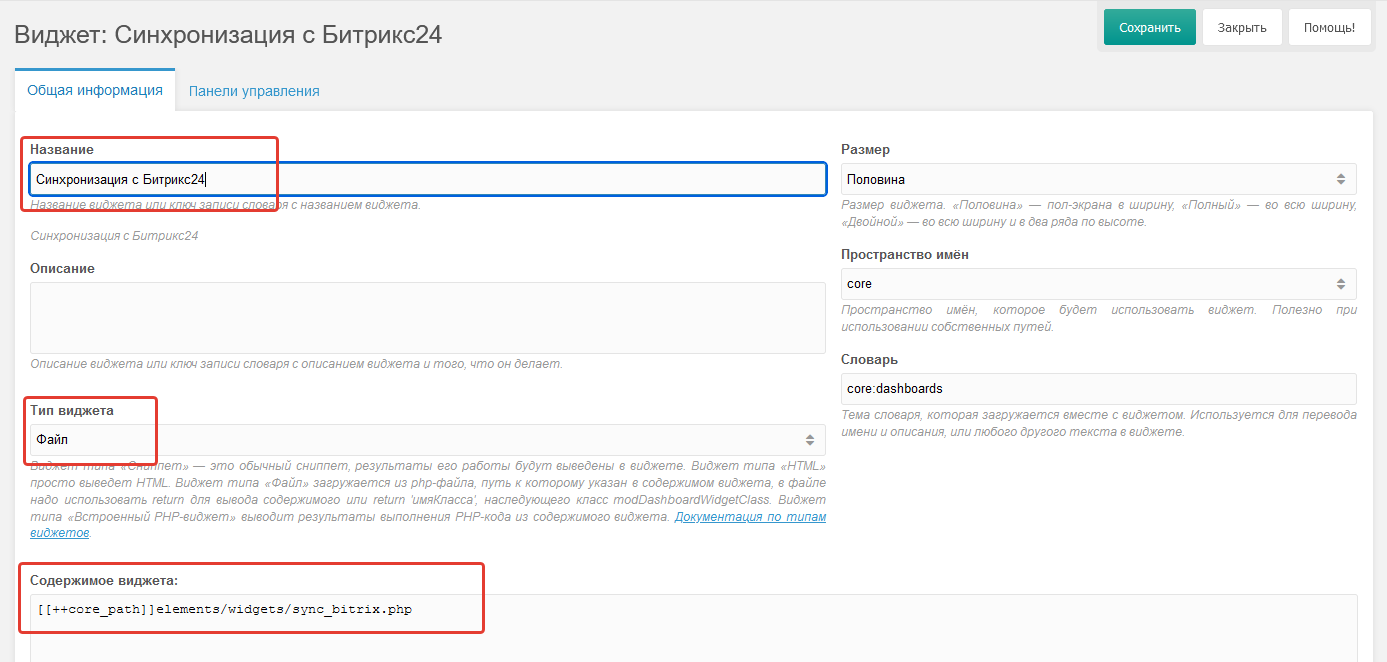 Виджет: Синхронизация с Битрикс24
Сохранить
Закрыть
Помощь!
Общая информация
Панели управления
Название
Синхронизация с Битрикс24
Название виджета или ключ записи словаря с названием виджета.
Синхронизация с Битрикс24
Описание
Описание виджета или ключ записи словаря с описанием виджета и того, что он делает.
Тип виджета
Файл
Виджет типа «Сниппет» — это обычный сниппет, результаты его работы будут выведены в виджете. Виджет типа «HTML»
просто выведет HTML. Виджет типа «Файл» загружается из php-файла, путь к которому указан в содержимом виджета, в файле
надо использовать return для вывода содержимого или return 'имяКласса', наследующего класс modDashboardWidgetClass. Виджет
типа «Встроенный PHP-виджет» выводит результаты выполнения PHP-кода из содержимого виджета. Документация по типам
виджетов.
Размер
Половина
Размер виджета. «Половина» — пол-экрана в ширину, «Полный» — во всю ширину,
«Двойной» — во всю ширину и в два ряда по высоте.
Пространство имён
core
Пространство имён, которое будет использовать виджет. Полезно при
использовании собственных путей.
Словарь
core:dashboards
Тема словаря, которая загружается вместе с виджетом. Используется для перевода
имени и описания, или любого другого текста в виджете.
Содержимое виджета:
[[++core_path]]elements/widgets/sync_bitrix.php